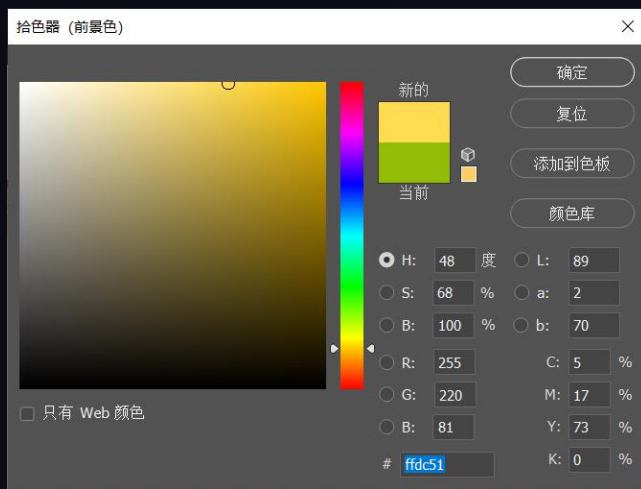 拾色器 (前景色)
新的
当前
确定
复位
添加到色板
颜色库
H: 48 度
S: 68 %
B: 100 %
R: 255
G: 220
B: 81
# ffdc51
L: 89
a: 2
b: 70
C: 5 %
M: 17 %
Y: 73 %
K: 0 %
只有 Web 颜色